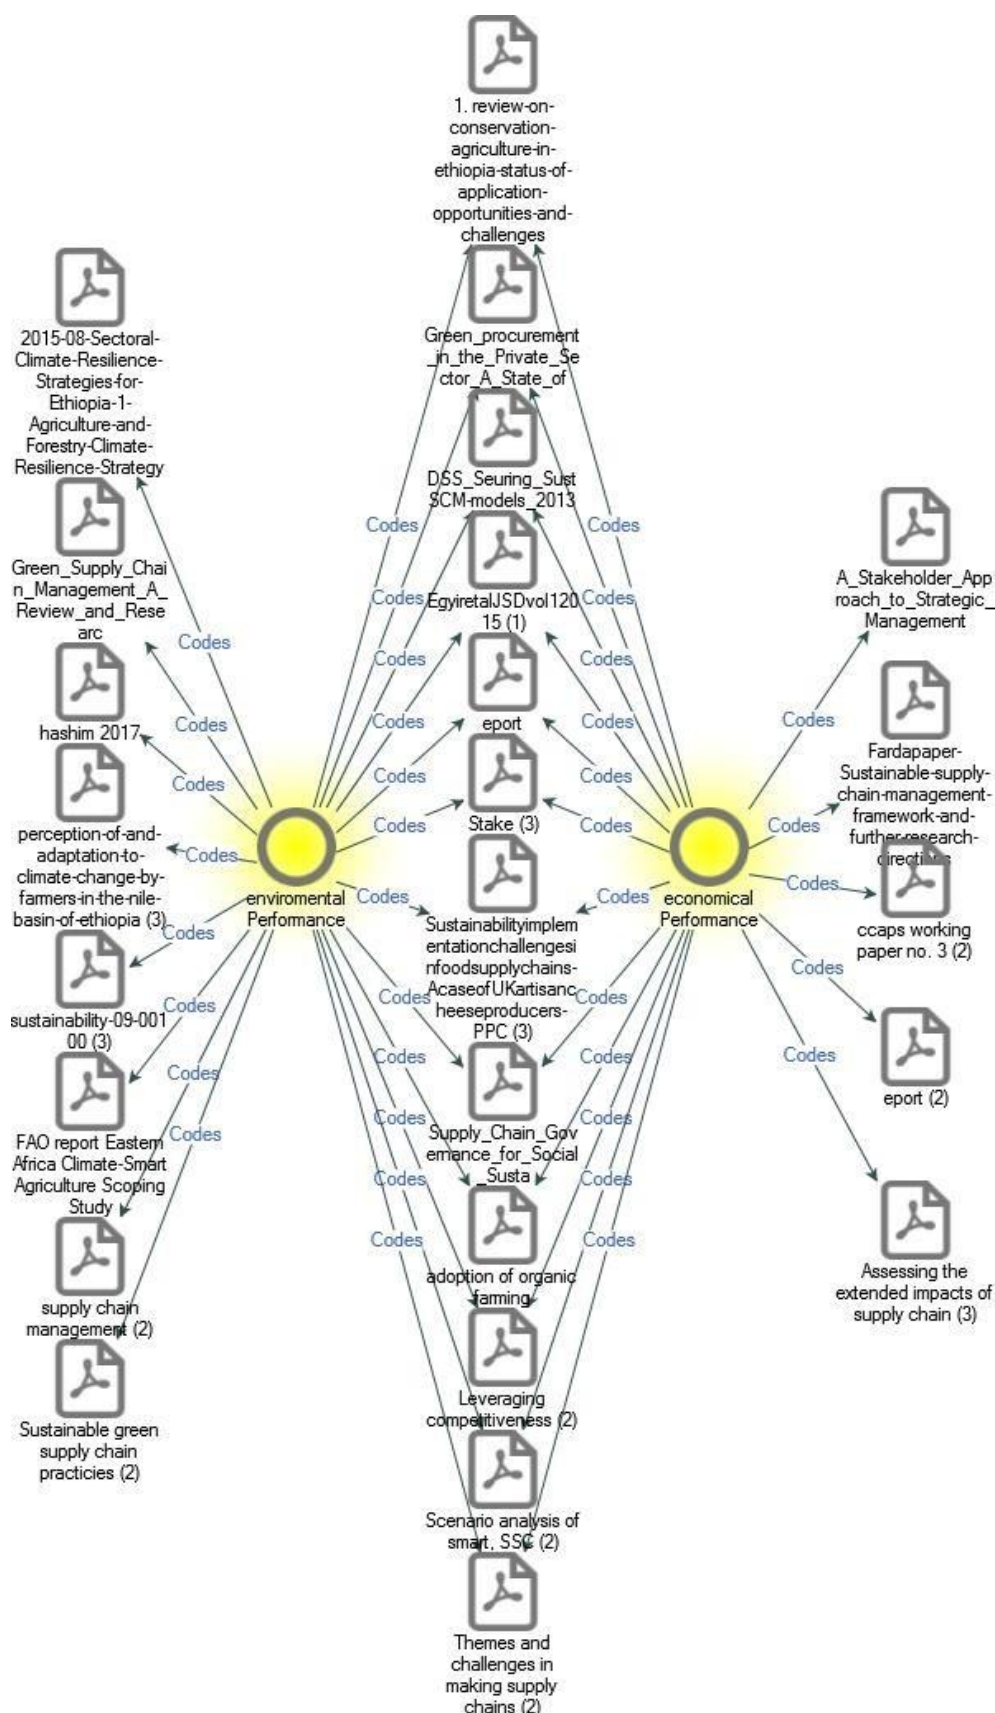 1. review-on-
conservation-
agriculture-in-
ethiopia-status-of-
application-
opportunities-and-
challenges
2015-08-Sectoral-
Climate-Resilience-
Strategies-for-
Ethiopia-1-
Agriculture-and-
Forestry-Climate-
Resilience-Strategy
Green_Supply_Chai
n_Management_A_
Review_and_Resea
rc
hashim 2017
perception-of-and-
adaptation-to-
climate-change-by-
farmers-in-the-nile-
basin-of-ethiopia (3)
sustainability-09-001
00 (3)
FAO report Eastern
Africa Climate-Smart
Agriculture Scoping
Study
supply chain
management (2)
Sustainable green
supply chain
practicies (2)
Codes
Codes
Codes
Codes
Codes
Codes
Codes
Codes
enviromental
Performance
Codes
Codes
Codes
Codes
Codes
Codes
Codes
Codes
Codes
Codes
Codes
Green_procurement
_in_the_Private_Se
ctor_A_State_of
DSS_Seuring_Sust
SCM-models_2013
EgyiretalJSDvol120
15 (1)
eport
Stake (3)
Sustainabilityimplem
entationchallengesi
nfoodsupplychains-
AcaseofUKartisanc
heeseproducers-
PPC (3)
Supply_Chain_Gov
ernance_for_Social
_Susta
adoption of organic
farming
Leveraging
competitiveness (2)
Scenario analysis of
smart, SSC (2)
Themes and
challenges in
making supply
chains (2)
Codes
Codes
Codes
Codes
Codes
Codes
Codes
Codes
Codes
Codes
Codes
economical
Performance
Codes
Codes
Codes
Codes
Codes
A_Stakeholder_App
roach_to_Strategic_
Management
Fardapaper-
Sustainable-supply-
chain-management-
framework-and-
further-research-
directions
ccaps working
paper no. 3 (2)
eport (2)
Assessing the
extended impacts of
supply chain (3)